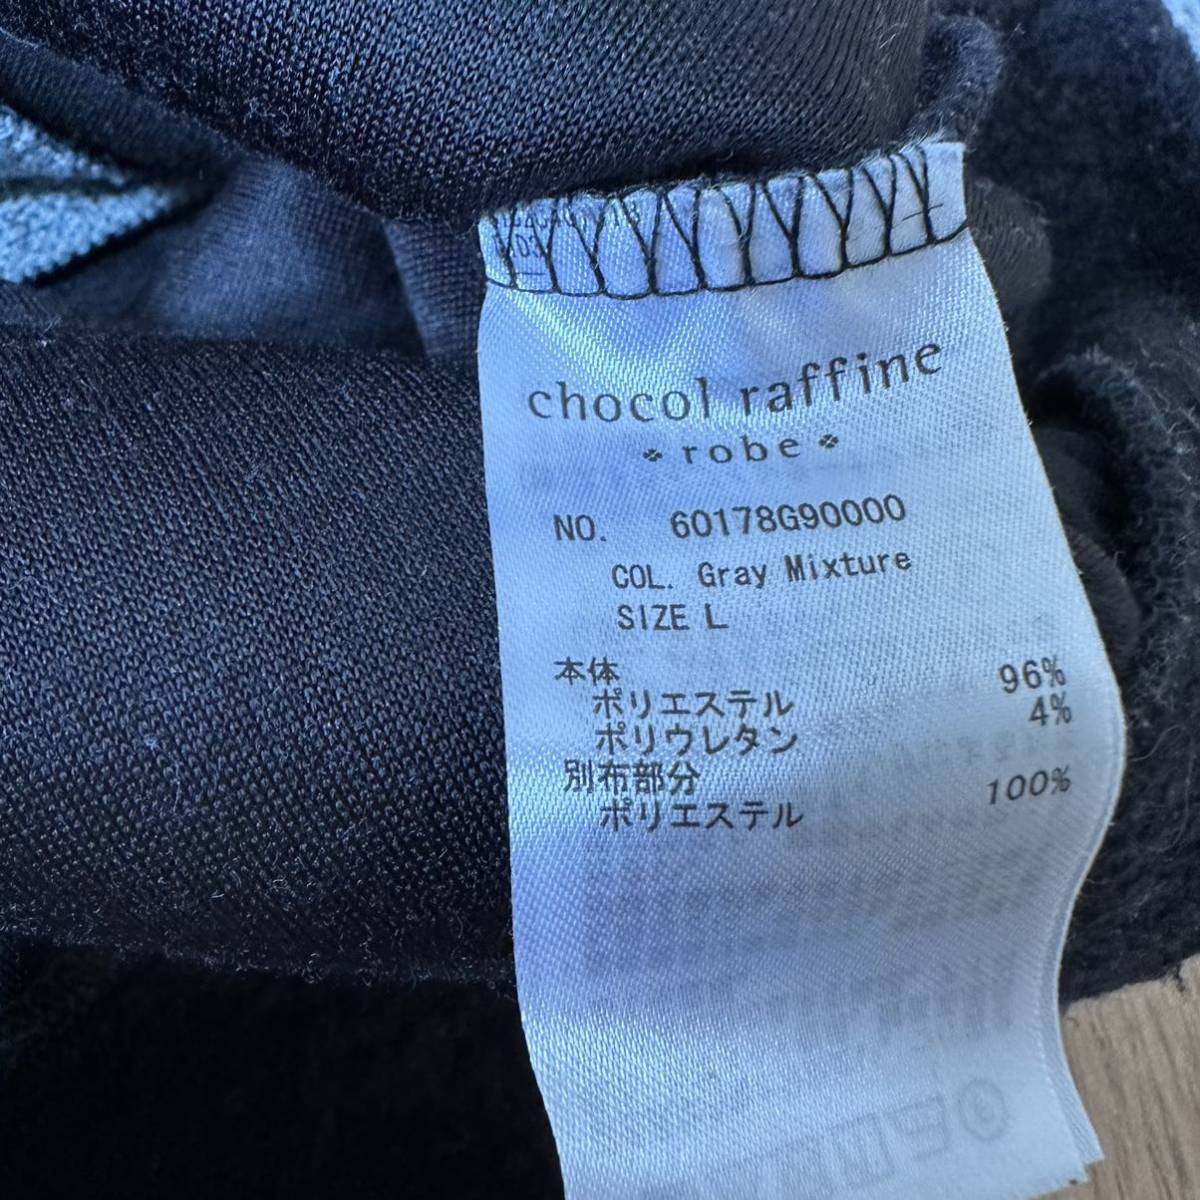 chocol raffine
robe
NO. 60178G90000
COL. Gray Mixture
SIZE L
本体
ポリエステル 96%
ポリウレタン 4%
別布部分
ポリエステル 100%